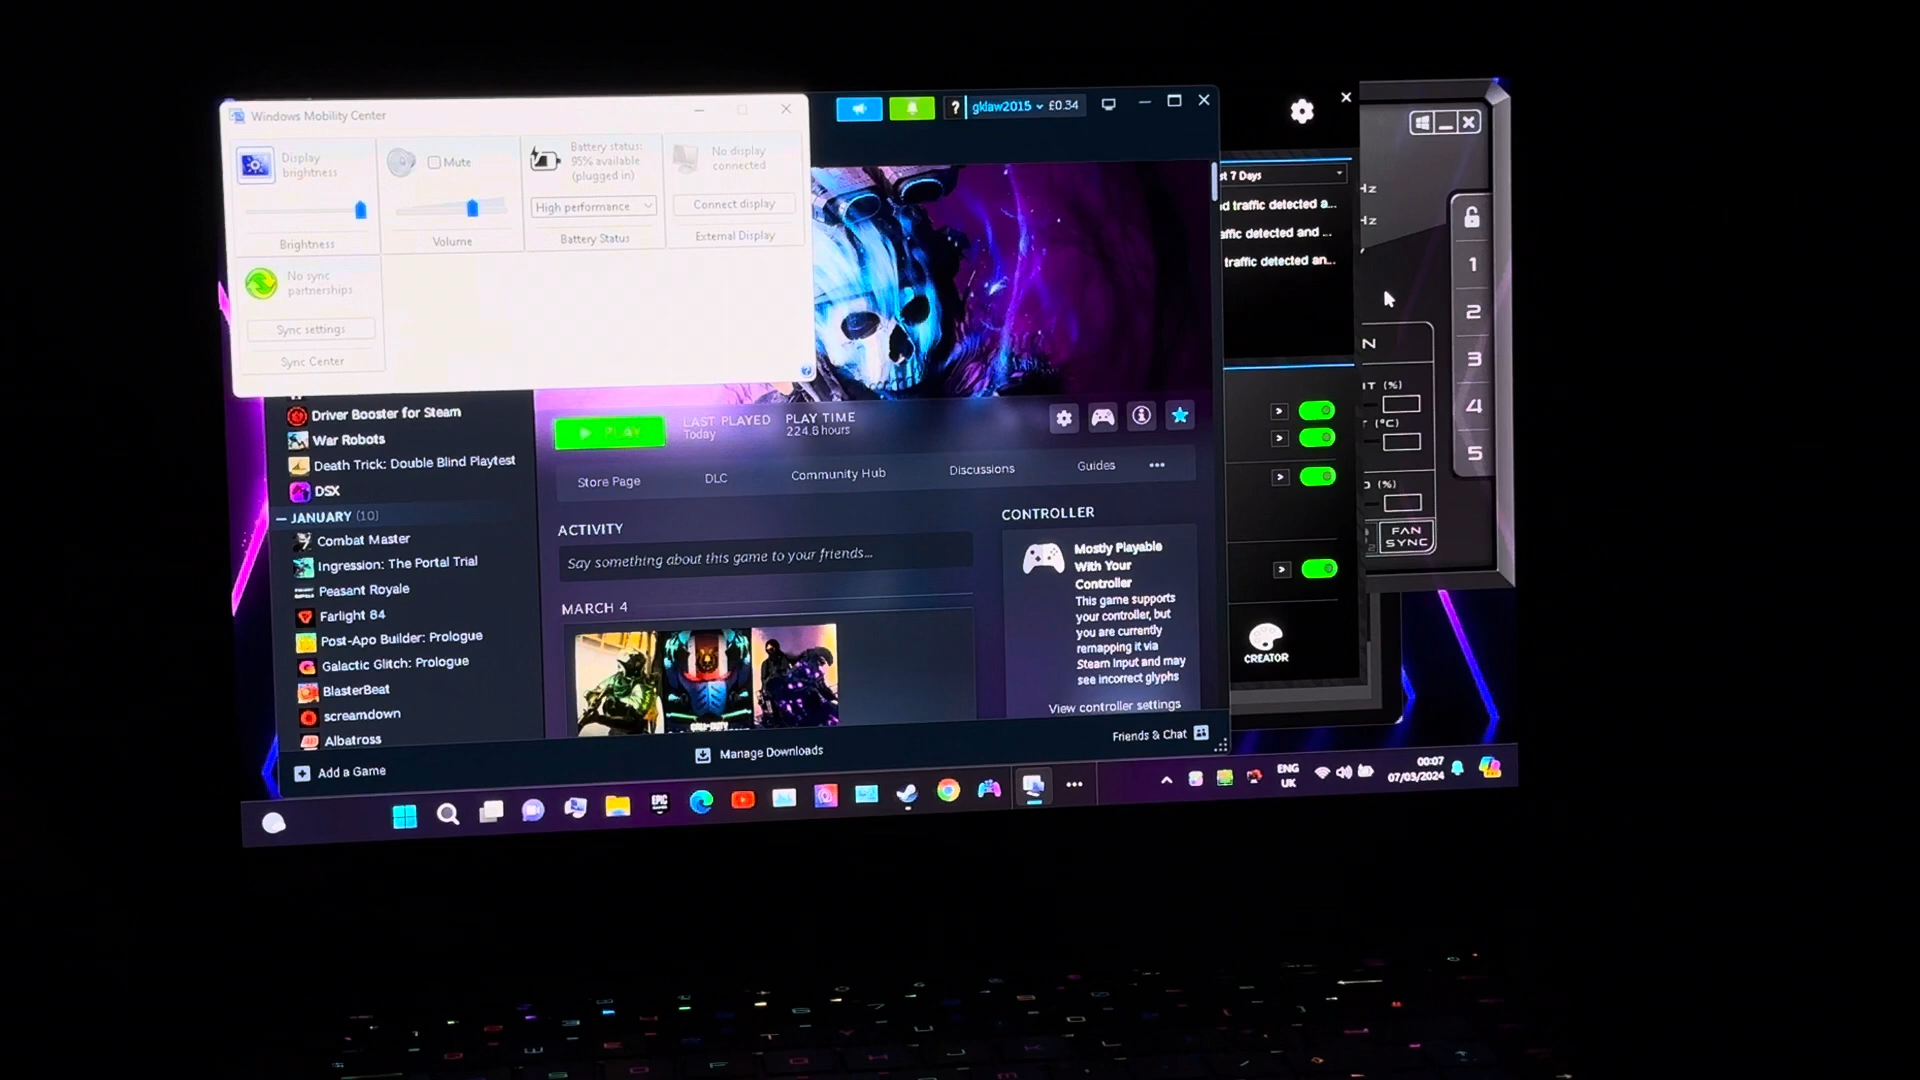 Windows Mobility Center
Display
brightness
Brightness
Mute
Volume
Battery status:
95% available
(plugged in)
High performance
Battery Status
No display
connected
Connect display
External Display
No sync
partnerships
Sync settings
Sync Center
? gklaw2015 £0.34
st 7 Days
d traffic detected a...
affic detected and ...
traffic detected an...
Hz
Hz
N
IT (%)
T (°C)
D (%)
FAN
SYNC
1
2
3
4
5
CREATOR
Driver Booster for Steam
War Robots
Death Trick: Double Blind Playtest
DSX
— JANUARY (10)
Combat Master
Ingression: The Portal Trial
Peasant Royale
Farlight 84
Post-Apo Builder: Prologue
Galactic Glitch: Prologue
BlasterBeat
screamdown
Albatross
Add a Game
PLAY
LAST PLAYED
Today
PLAY TIME
224.6 hours
Store Page
DLC
Community Hub
Discussions
Guides
ACTIVITY
Say something about this game to your friends...
MARCH 4
CONTROLLER
Mostly Playable
With Your
Controller
This game supports
your controller, but
you are currently
remapping it via
Steam Input and may
see incorrect glyphs
View controller settings
Manage Downloads
Friends & Chat
EPIC
ENG
UK
00:07
07/03/2024